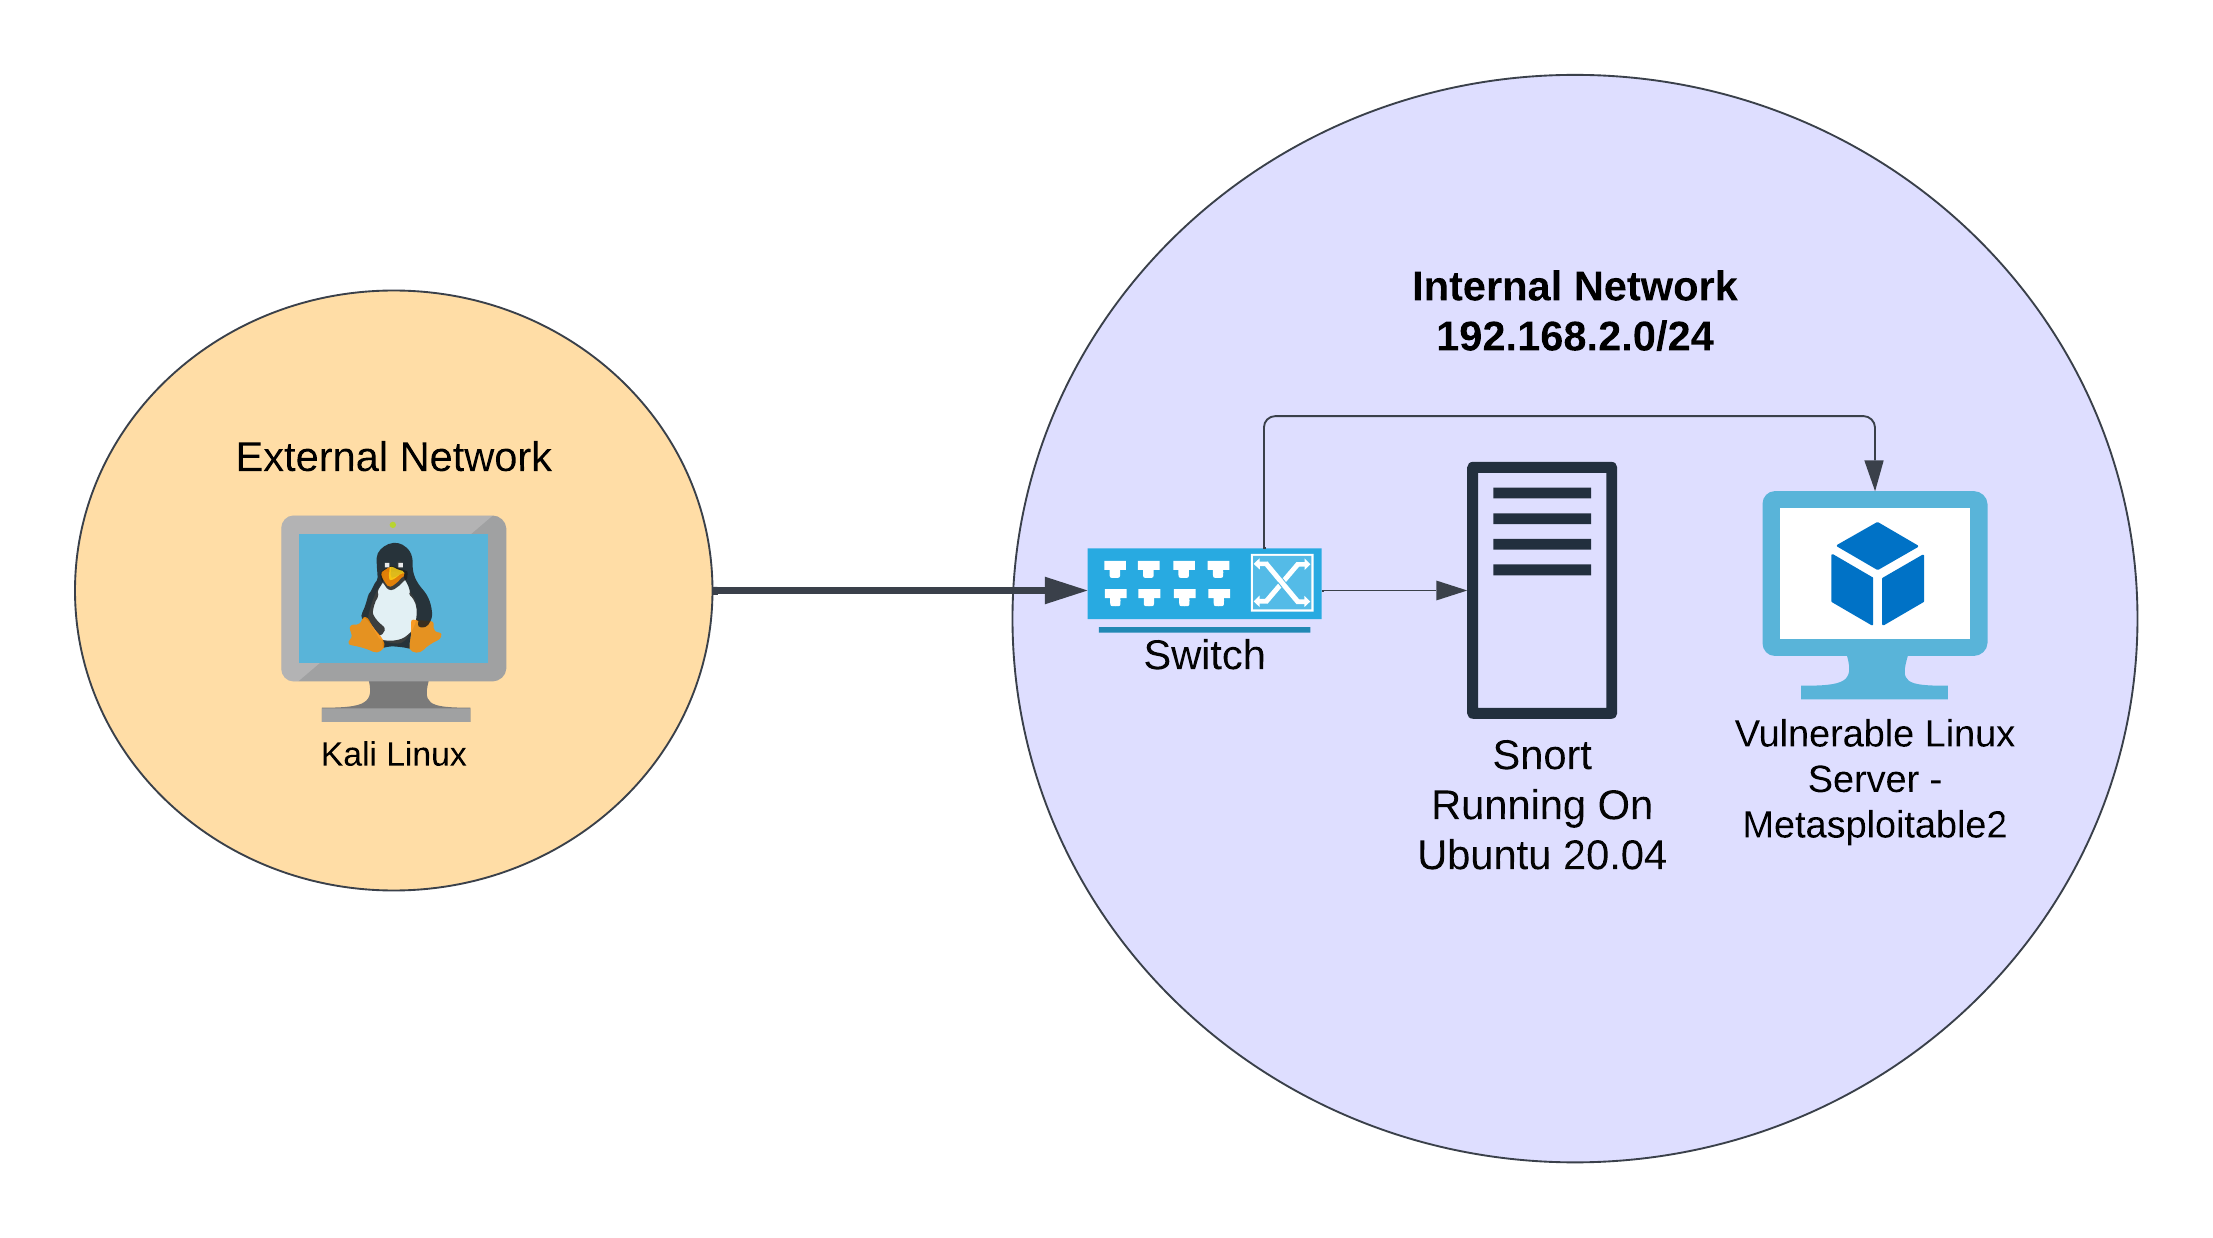 External Network
Kali Linux
Internal Network
192.168.2.0/24
Switch
Snort
Running On
Ubuntu 20.04
Vulnerable Linux
Server -
Metasploitable2